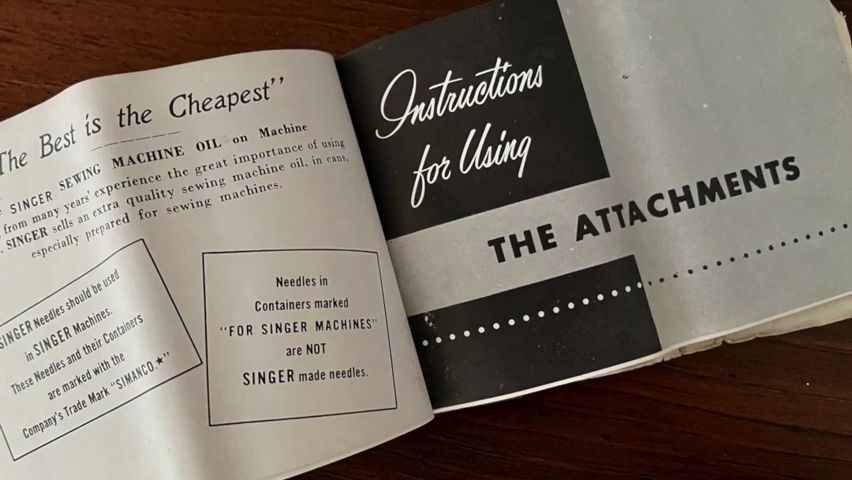 The Best is the Cheapest"
SINGER SEWING MACHINE OIL on Machine
from many years' experience the great importance of using
SINGER sells an extra quality sewing machine oil, in cans,
especially prepared for sewing machines.
SINGER Needles should be used
in SINGER Machines.
These Needles and their Containers
are marked with the
Company's Trade Mark "SIMANCO.★"
Needles in
Containers marked
"FOR SINGER MACHINES"
are NOT
SINGER made needles.
Instructions
for Using
THE ATTACHMENTS